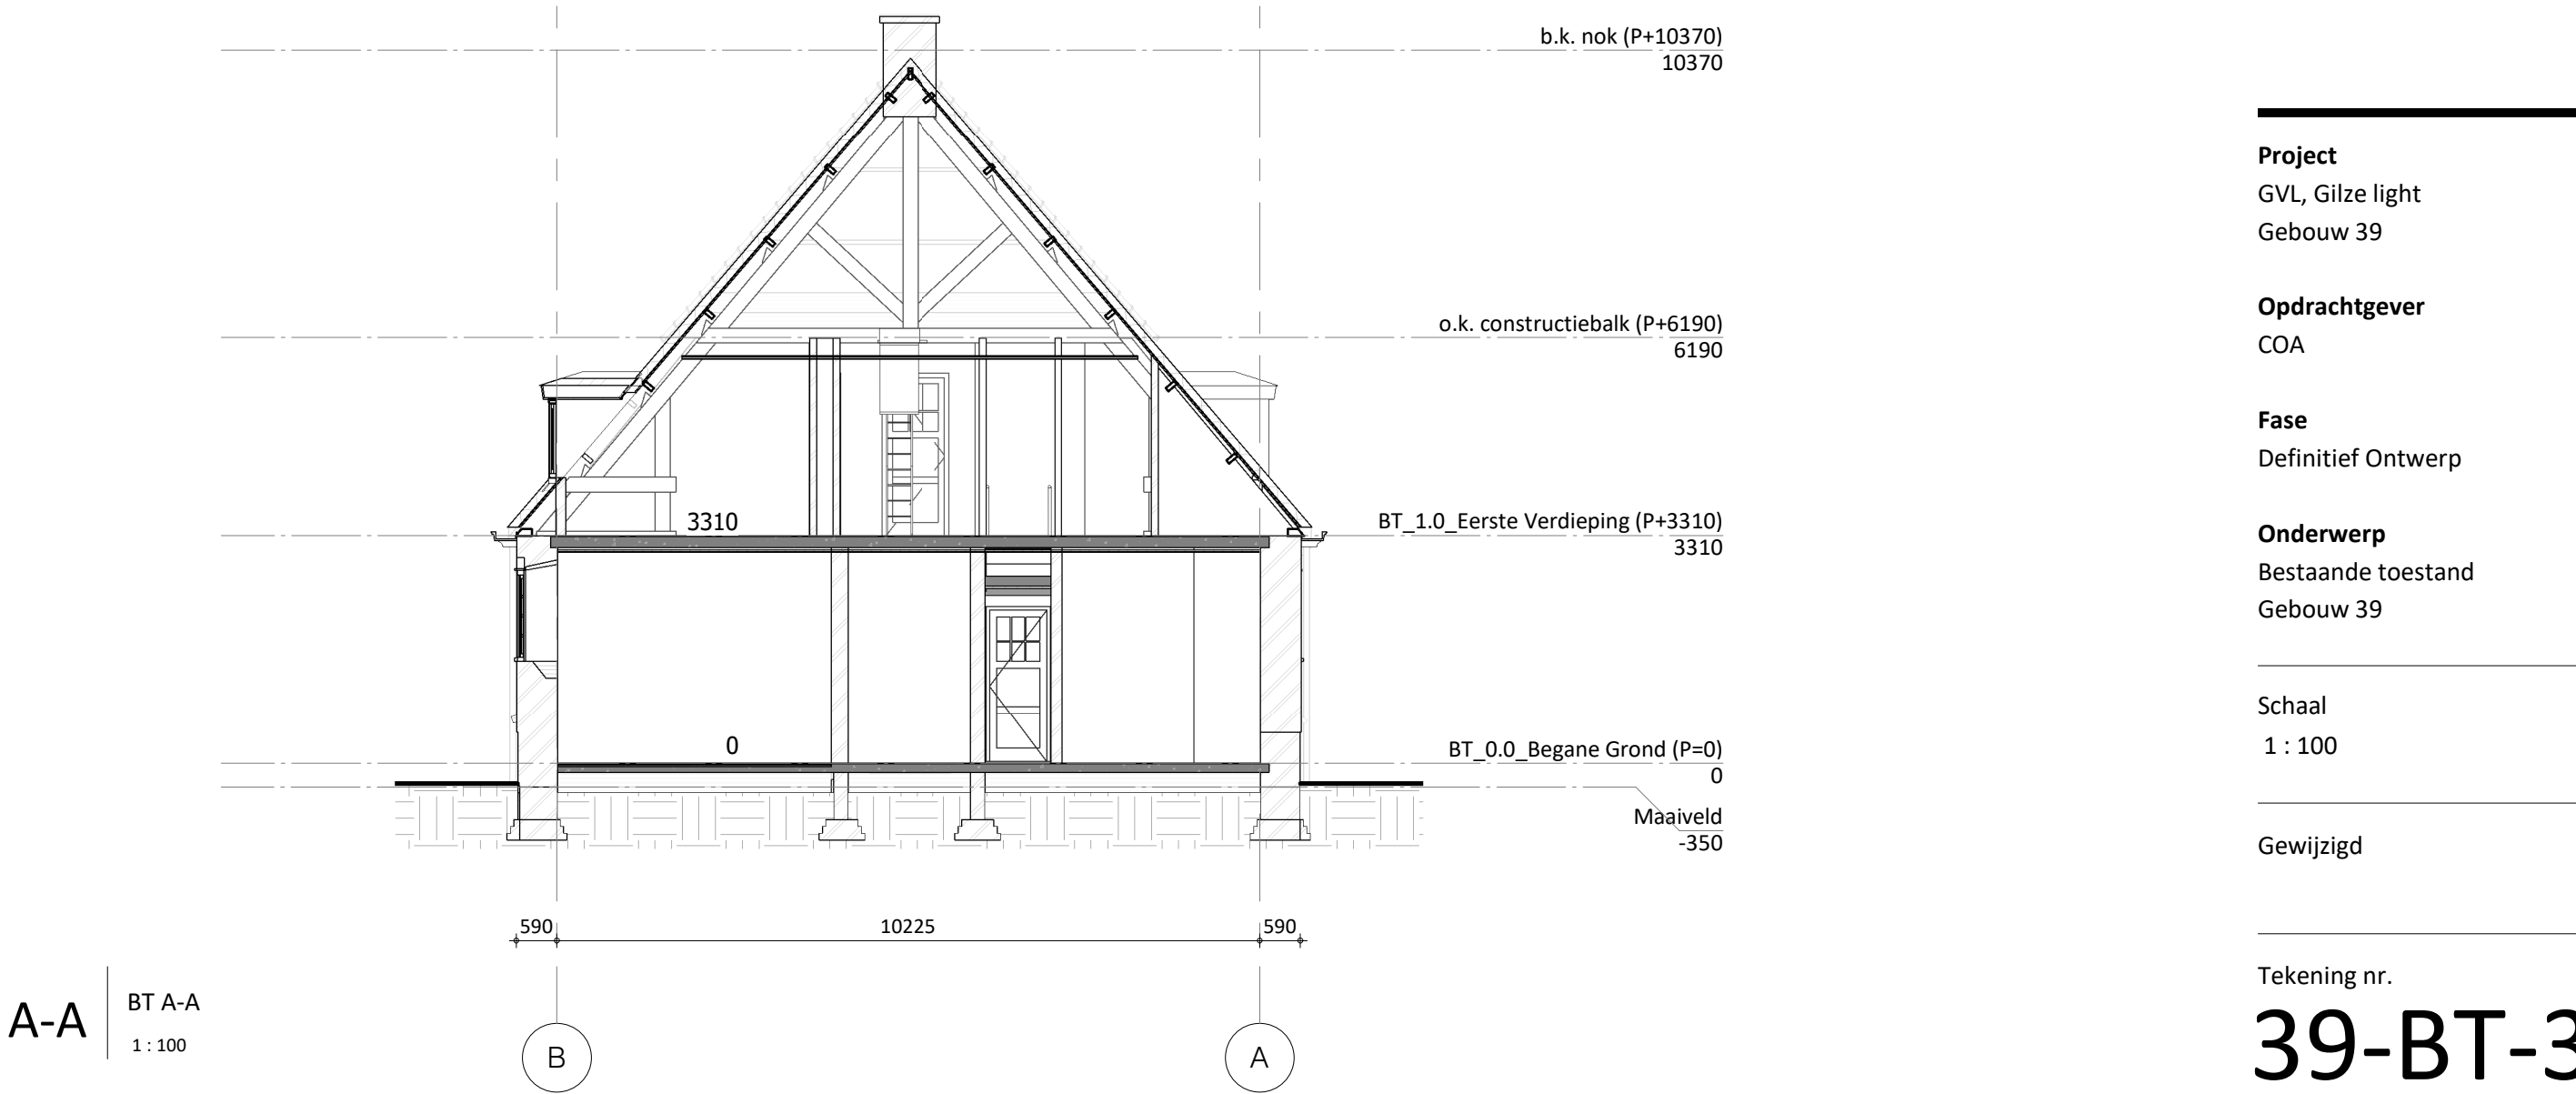 b.k. nok (P+10370)
10370
o.k. constructiebalk (P+6190)
6190
3310
BT_1.0_Eerste Verdieping (P+3310)
3310
0
BT_0.0_Begane Grond (P=0)
0
Maaiveld
-350
590
10225
590
A-A
BT A-A
1 : 100
B
A
Project
GVL, Gilze light
Gebouw 39
Opdrachtgever
COA
Fase
Definitief Ontwerp
Onderwerp
Bestaande toestand
Gebouw 39
Schaal
1 : 100
Gewijzigd
Tekening nr.
39-BT-3